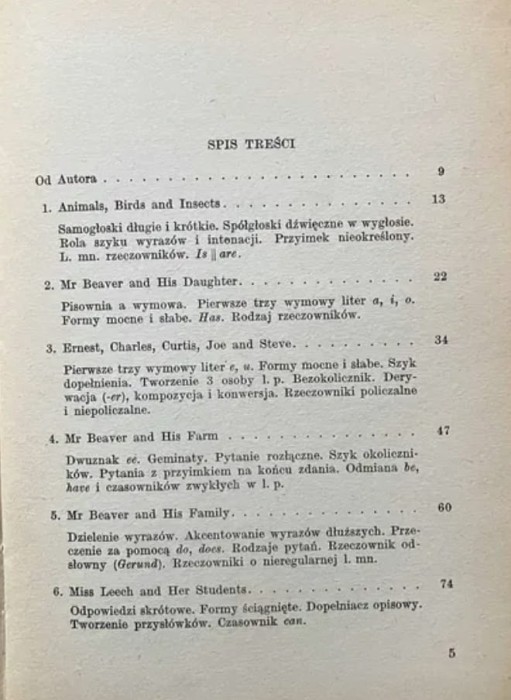 SPIS TREŚCI
Od Autora . . . . . . . . . . . . . . . . . . . . . . . . 9
1. Animals, Birds and Insects . . . . . . . . . . . . . . . 13
Samogłoski długie i krótkie. Spółgłoski dźwięczne w wygłosie.
Rola szyku wyrazów i intonacji. Przyimek nieokreślony.
L. mn. rzeczowników. Is || are.
2. Mr Beaver and His Daughter. . . . . . . . . . . . . . 22
Pisownia a wymowa. Pierwsze trzy wymowy liter a, i, o.
Formy mocne i słabe. Has. Rodzaj rzeczowników.
3. Ernest, Charles, Curtis, Joe and Steve. . . . . . . . . . 34
Pierwsze trzy wymowy liter e, u. Formy mocne i słabe. Szyk
dopełnienia. Tworzenie 3 osoby l. p. Bezokolicznik. Dery-
wacja (-er), kompozycja i konwersja. Rzeczowniki policzalne
i niepoliczalne.
4. Mr Beaver and His Farm . . . . . . . . . . . . . . . 47
Dwuznak ee. Geminaty. Pytanie rozłączne. Szyk okoliczni-
ków. Pytania z przyimkiem na końcu zdania. Odmiana be,
have i czasowników zwykłych w l. p.
5. Mr Beaver and His Family. . . . . . . . . . . . . . . 60
Dzielenie wyrazów. Akcentowanie wyrazów dłuższych. Prze-
czenie za pomocą do, does. Rodzaje pytań. Rzeczownik od-
słowny (Gerund). Rzeczowniki o nieregularnej l. mn.
6. Miss Leech and Her Students. . . . . . . . . . . . . . 74
Odpowiedzi skrótowe. Formy ściągnięte. Dopełniacz opisowy.
Tworzenie przysłówków. Czasownik can.
5